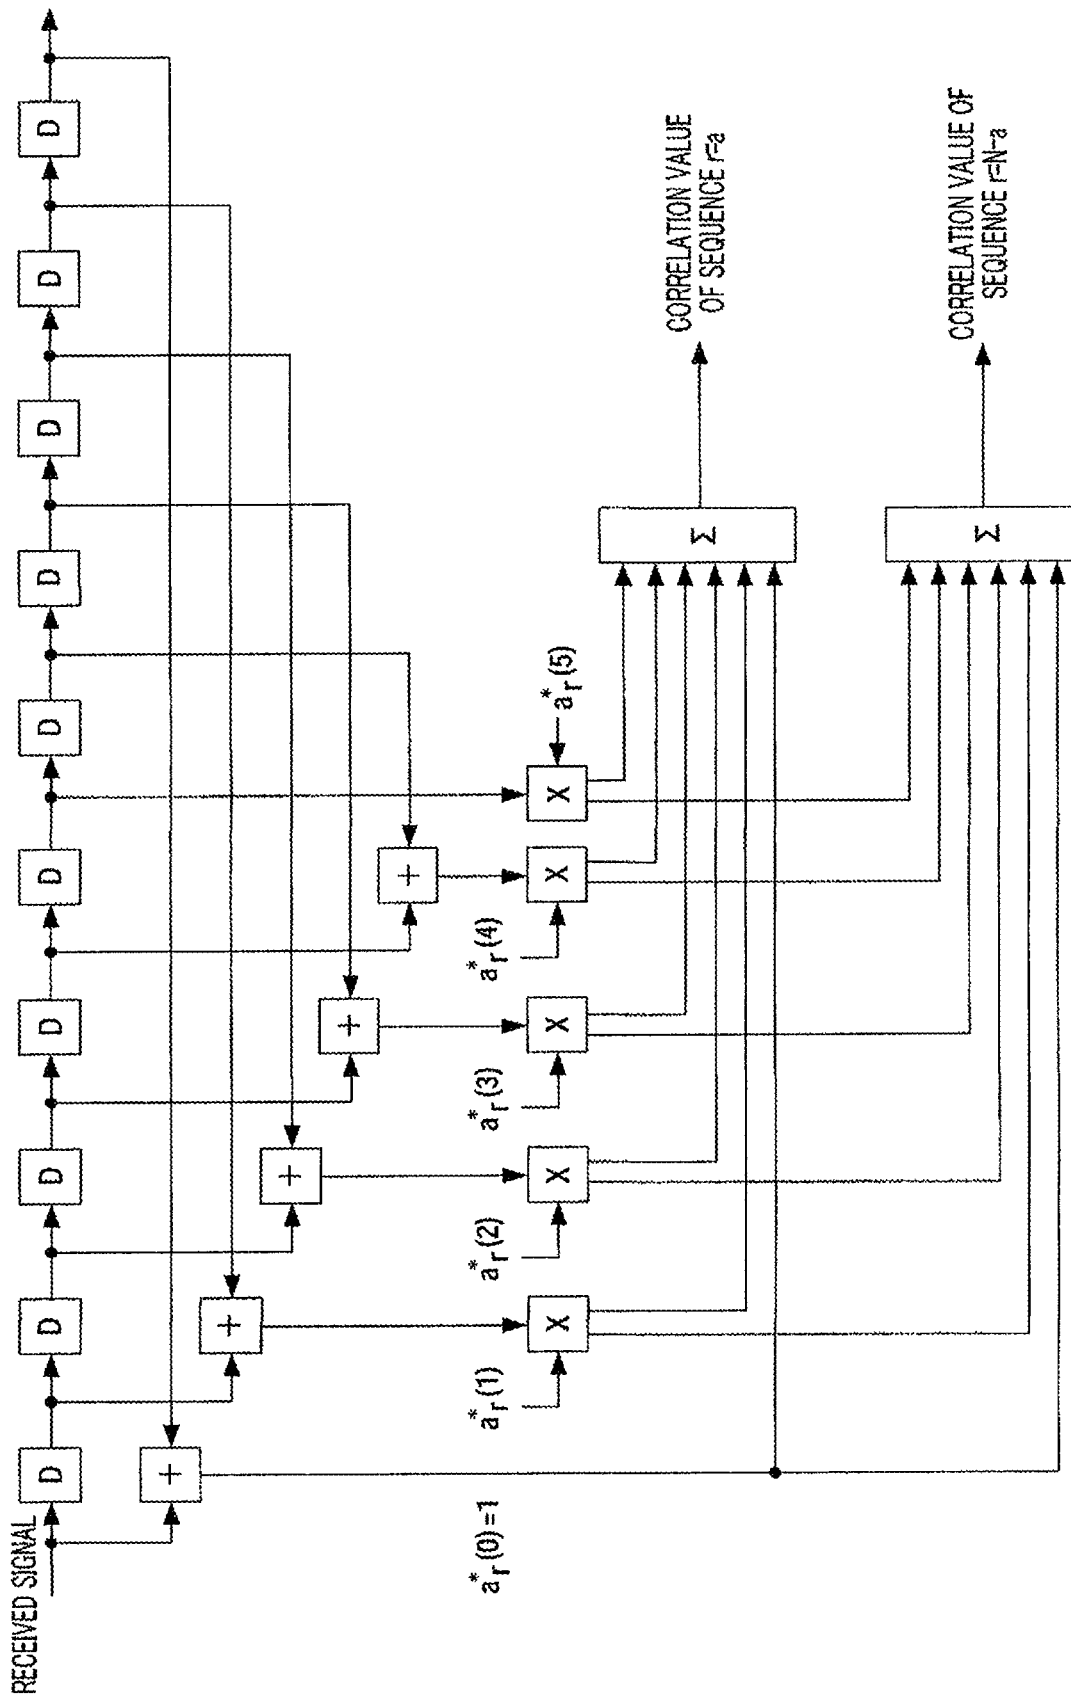 RECEIVED SIGNAL
D
D
D
D
D
D
D
D
D
D
+
+
+
+
+
a*r(0)=1
a*r(1)
a*r(2)
a*r(3)
a*r(4)
a*r(5)
X
X
X
X
X
Σ
CORRELATION VALUE
OF SEQUENCE r=a
Σ
CORRELATION VALUE OF
SEQUENCE r=N-a